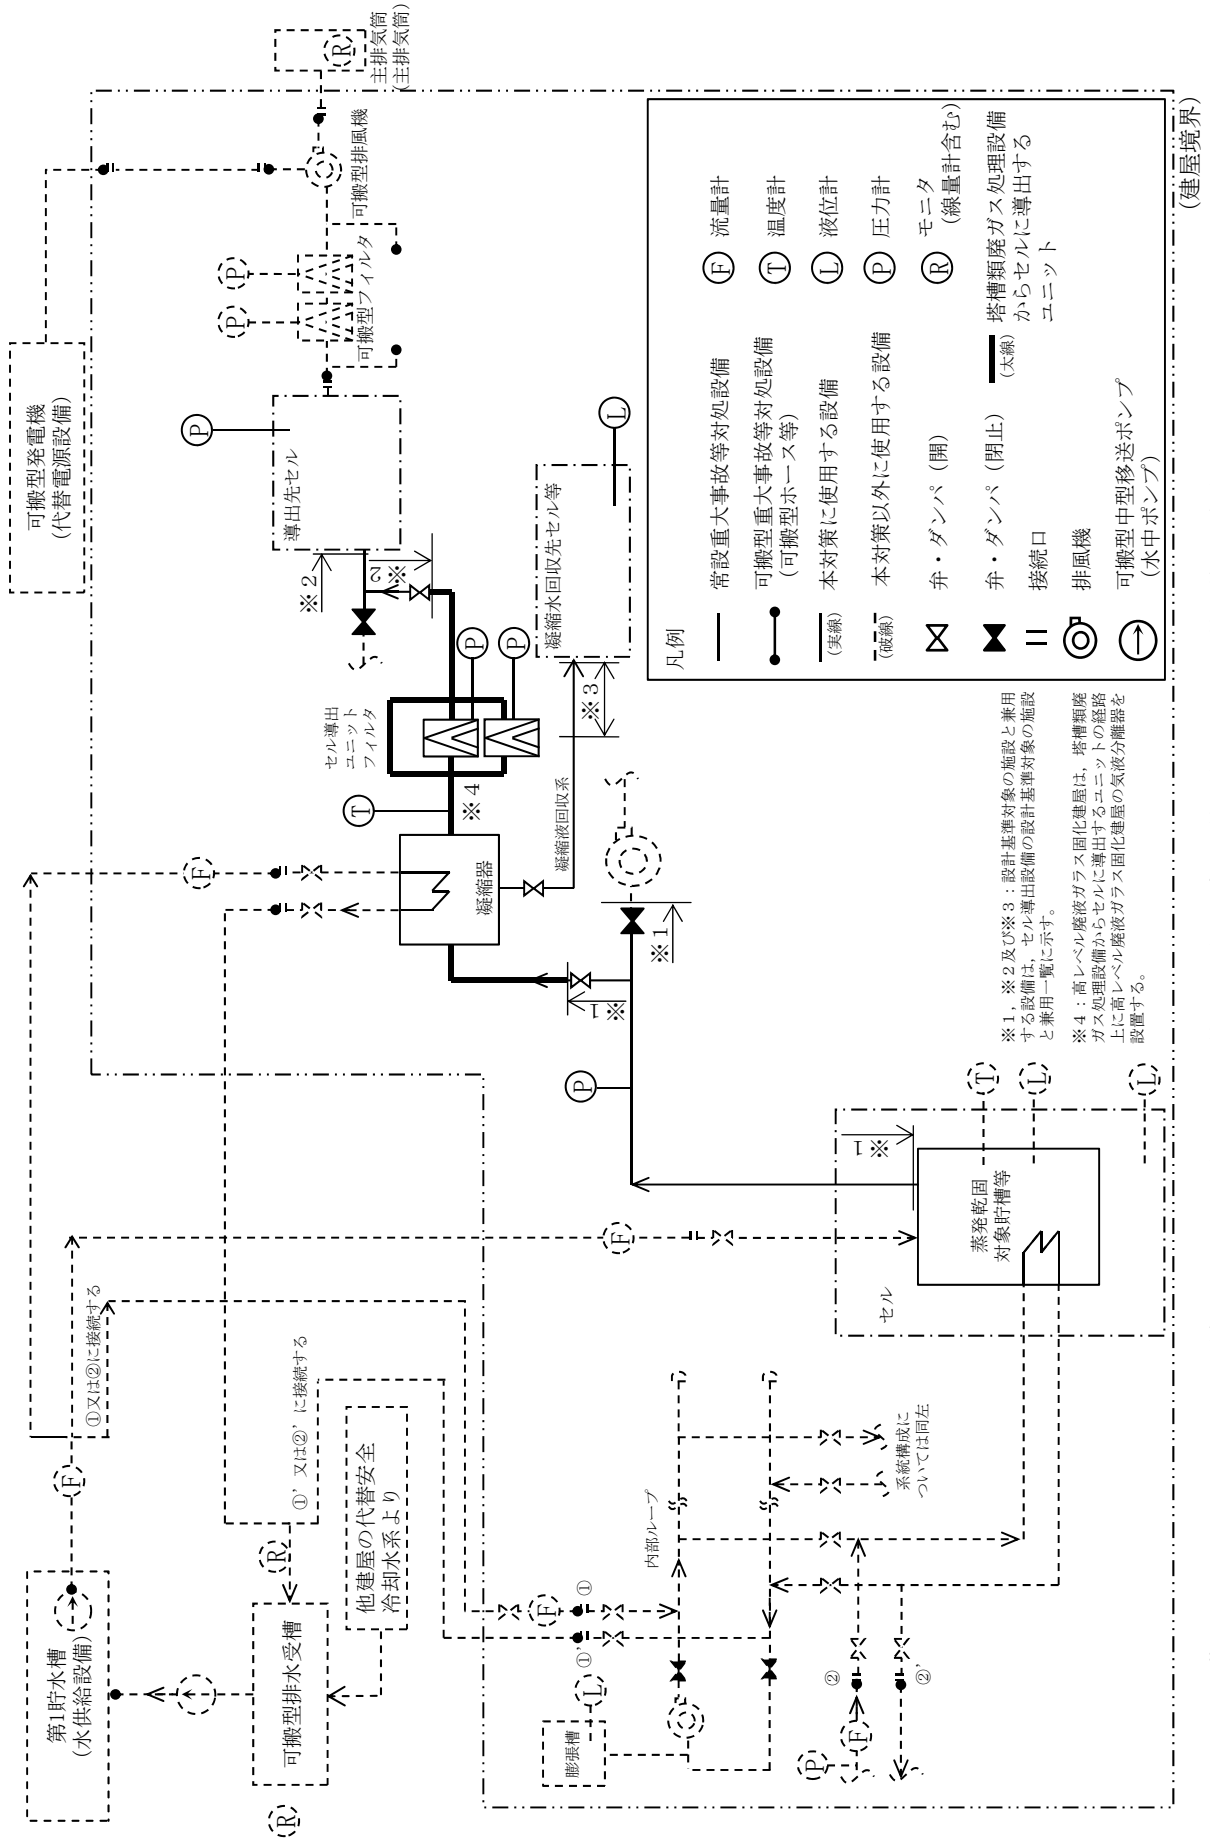 第1貯水槽
(水供給設備)
F
①又は②に接続する
R
可搬型排水受槽
R
①’又は②’に接続する
他建屋の代替安全
冷却水系より
可搬型発電機
(代替電源設備)
F
P
導出先セル
P
P
可搬型フィルタ
可搬型排風機
R
主排気筒
(主排気筒)
※2
※2
セル導出
ユニット
フィルタ
P
P
T
※4
凝縮器
凝縮液回収系
※3
凝縮水回収先セル等
L
※1
※1
P
F
※1
セル
蒸発乾固
対象貯槽等
T
L
L
F
①
①’
L
膨張槽
内部ループ
系統構成に
ついては同左
②
②’
P
F
※1，※2及び※3：設計基準対象の施設と兼用
する設備は，セル導出設備の設計基準対象の施設
と兼用一覧に示す。
※4：高レベル廃液ガラス固化建屋は，塔槽類廃
ガス処理設備からセルに導出するユニットの経路
上に高レベル廃液ガラス固化建屋の気液分離器を
設置する。
凡例
常設重大事故等対処設備
可搬型重大事故等対処設備
(可搬型ホース等)
(実線)
本対策に使用する設備
(破線)
本対策以外に使用する設備
弁・ダンパ（開）
弁・ダンパ（閉止）
接続口
排風機
可搬型中型移送ポンプ
(水中ポンプ)
F 流量計
T 温度計
L 液位計
P 圧力計
R モニタ
(線量計含む)
(太線)
塔槽類廃ガス処理設備
からセルに導出する
ユニット
(建屋境界)